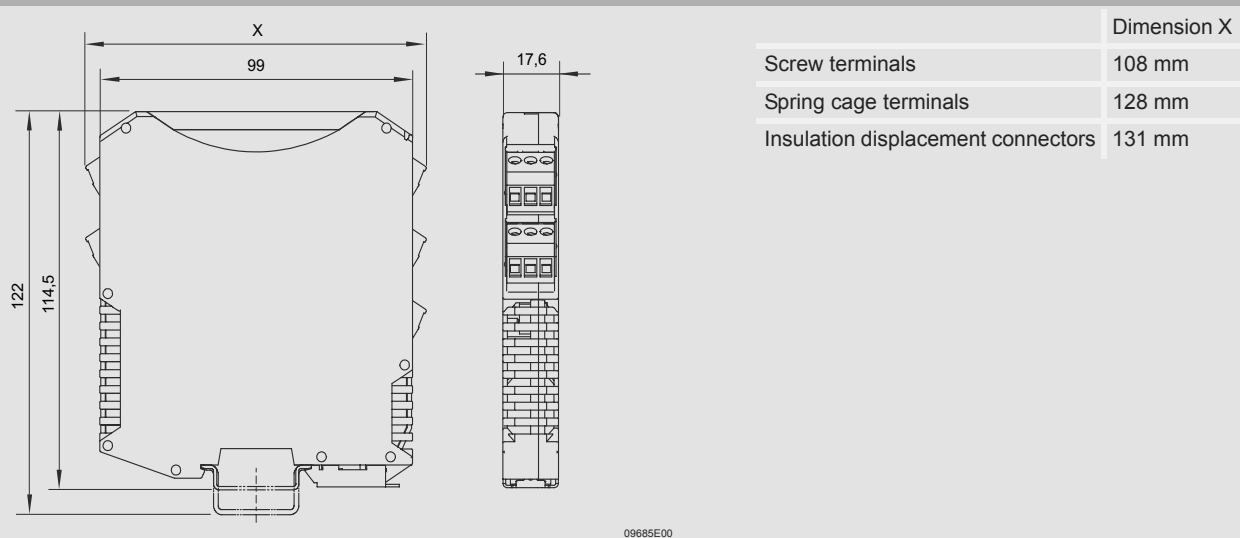 X
99
17,6
122
114,5
Dimension X
Screw terminals 108 mm
Spring cage terminals 128 mm
Insulation displacement connectors 131 mm
09685E00